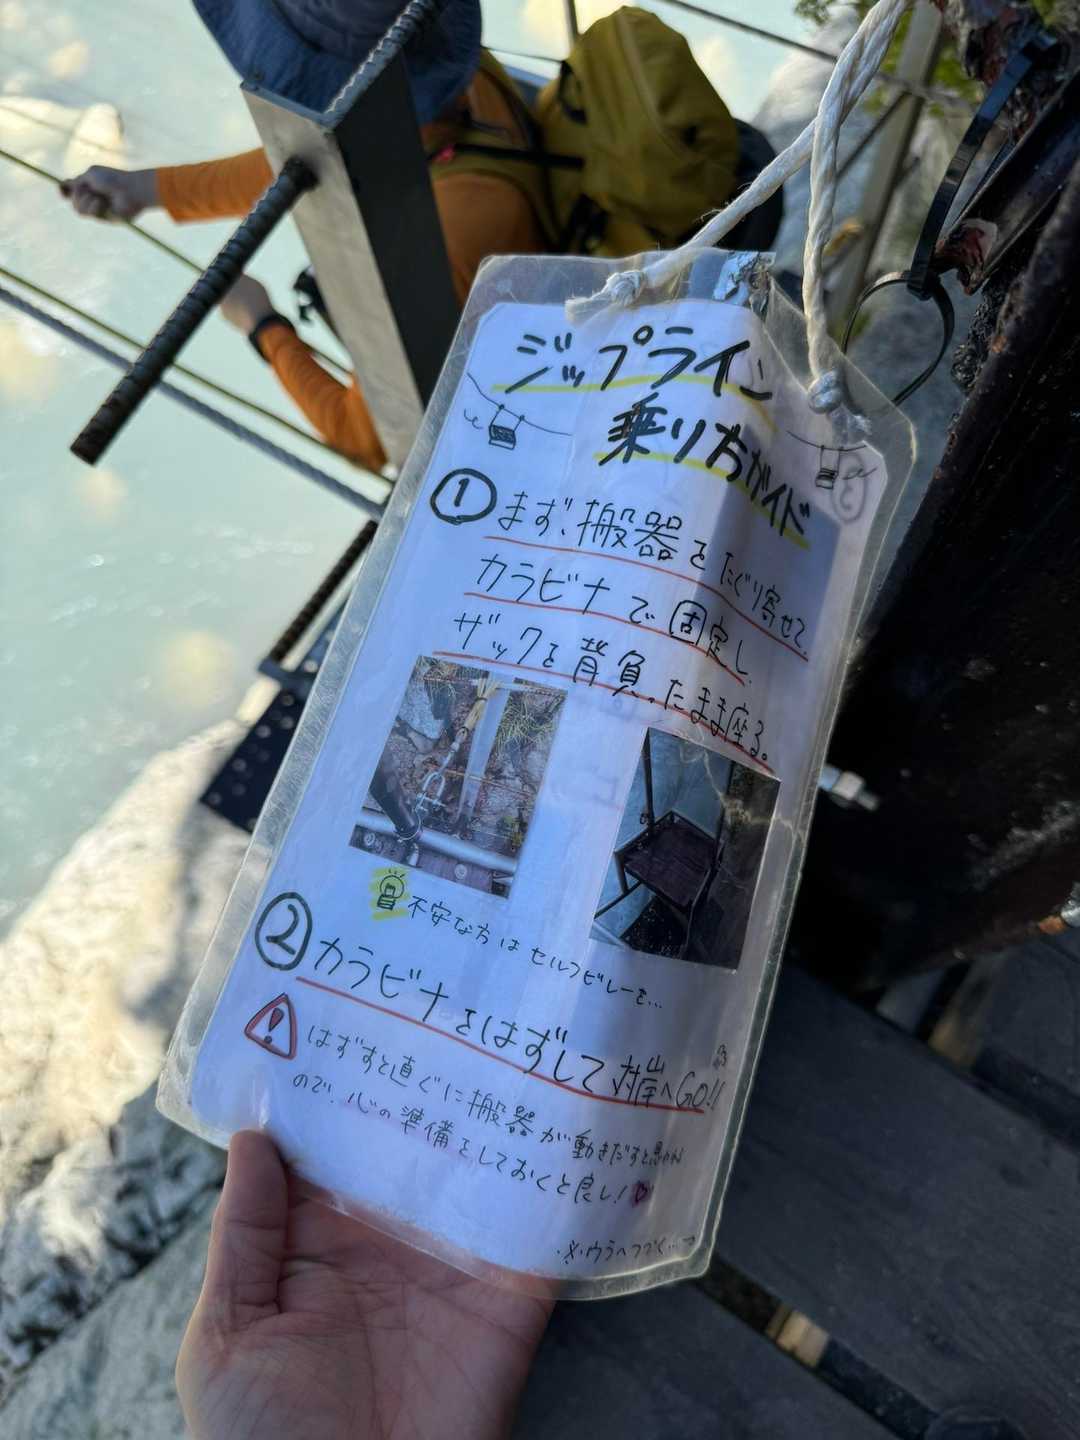 ジップライン
乗り方ガイド
① まず、搬器をたぐり寄せて、
カラビナで固定し、
ザックを背負ったまま座る。
不安な方はセルフビレーを…
② カラビナをはずして対岸へGO!!
はずすと直ぐに搬器が動きだすと思われ
ので、心の準備をしておくと良し!
※ウラへつづく…